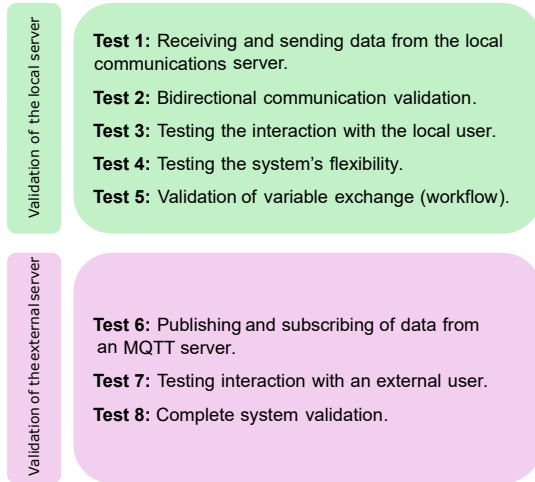 Validation of the local server
Test 1: Receiving and sending data from the local
communications server.
Test 2: Bidirectional communication validation.
Test 3: Testing the interaction with the local user.
Test 4: Testing the system's flexibility.
Test 5: Validation of variable exchange (workflow).
Validation of the external server
Test 6: Publishing and subscribing of data from
an MQTT server.
Test 7: Testing interaction with an external user.
Test 8: Complete system validation.